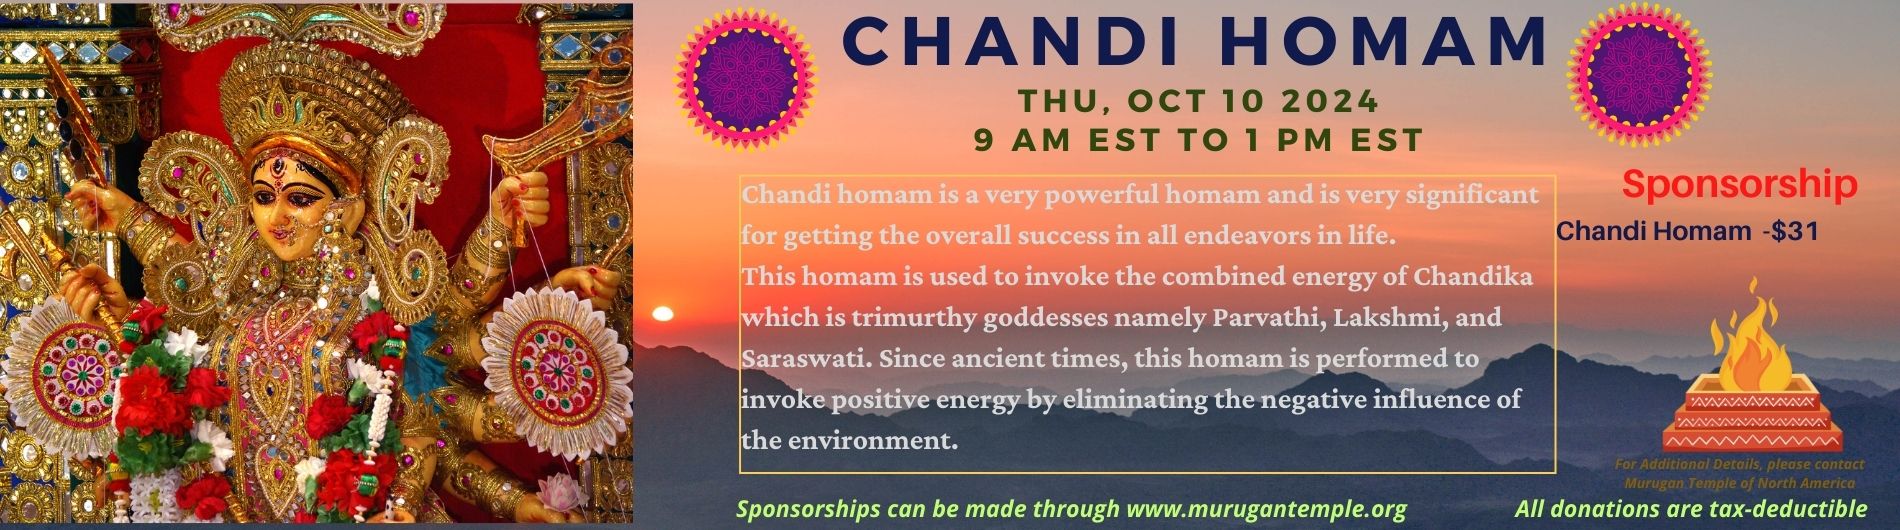 CHANDI HOMAM
THU, OCT 10 2024
9 AM EST TO 1 PM EST
Chandi homam is a very powerful homam and is very significant
for getting the overall success in all endeavors in life.
This homam is used to invoke the combined energy of Chandika
which is trimurthy goddesses namely Parvathi, Lakshmi, and
Saraswati. Since ancient times, this homam is performed to
invoke positive energy by eliminating the negative influence of
the environment.
Sponsorship
Chandi Homam -$31
For Additional Details, please contact
Murugan Temple of North America
Sponsorships can be made through www.murugantemple.org
All donations are tax-deductible